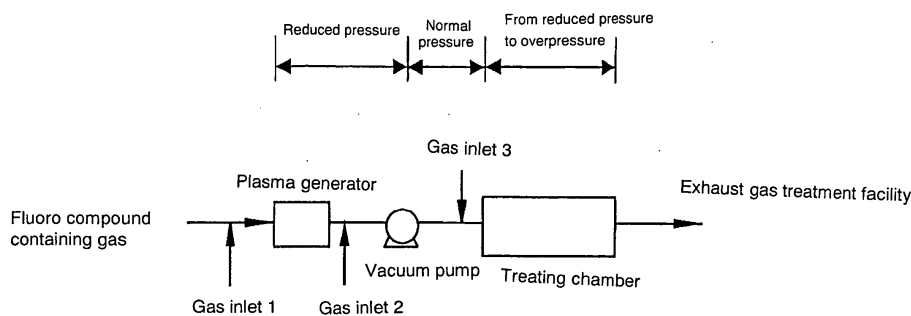 Reduced pressure
Normal
pressure
From reduced pressure
to overpressure
Gas inlet 3
Plasma generator
Exhaust gas treatment facility
Fluoro compound
containing gas
Vacuum pump
Treating chamber
Gas inlet 1
Gas inlet 2